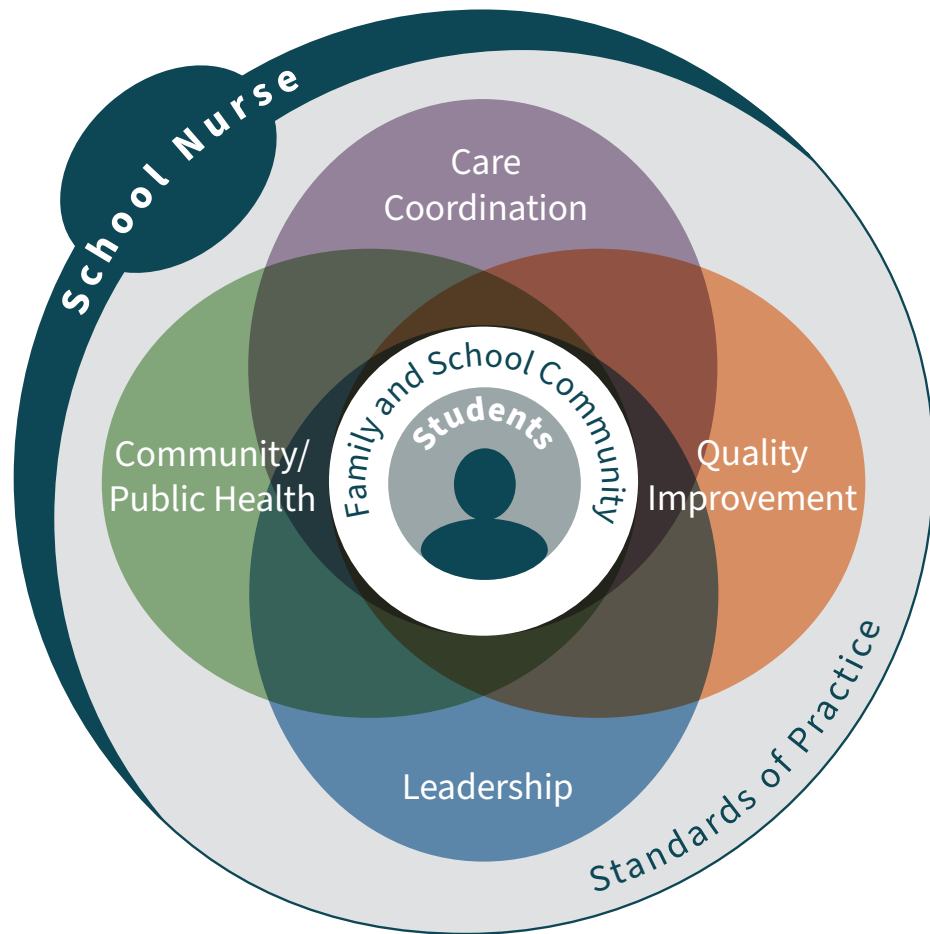 School Nurse
Care
Coordination
Family and School Community
Students
Community/
Public Health
Quality
Improvement
Leadership
Standards of Practice